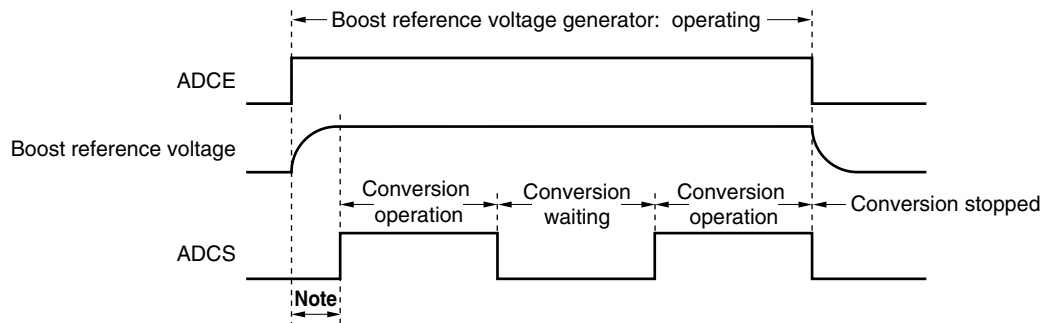 Boost reference voltage generator: operating
ADCE
Boost reference voltage
Conversion operation
Conversion waiting
Conversion operation
Conversion stopped
ADCS
Note